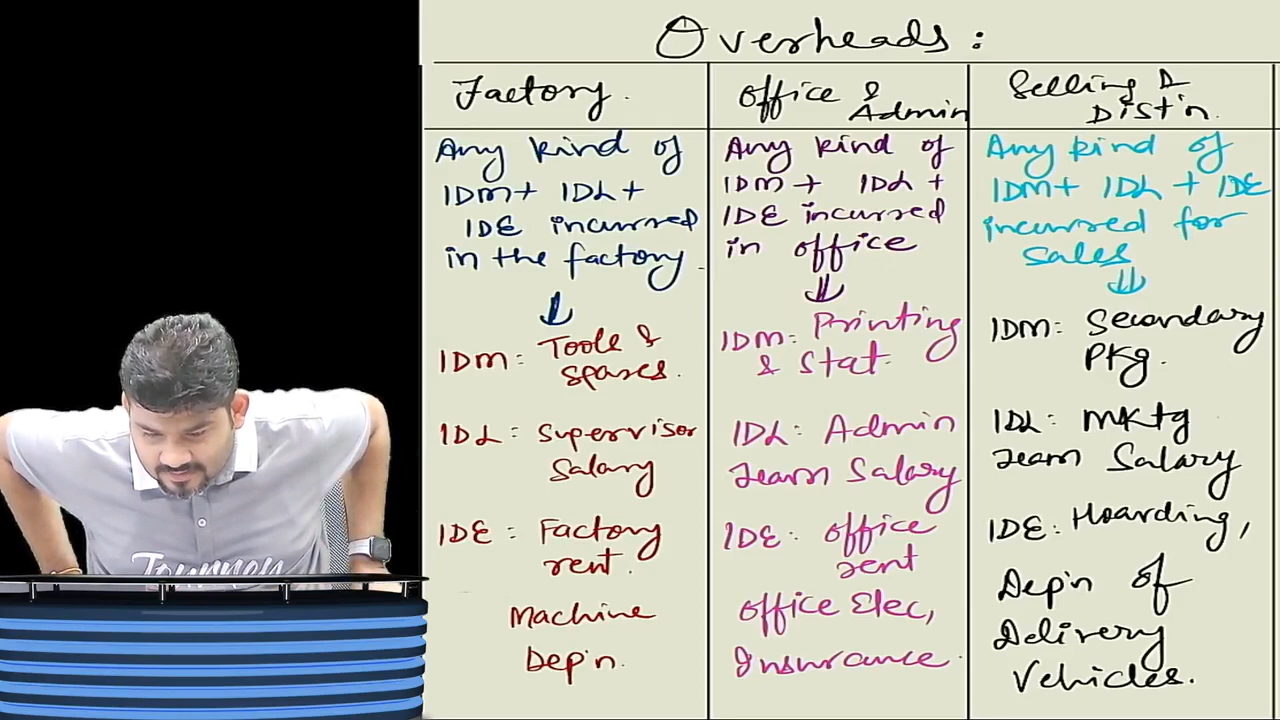 Overheads:
Factory.
Any kind of
IDM+ IDL+
IDE incurred
in the factory.
↓
IDM: Tools &
spares.
IDL: Supervisor
Salary
IDE: Factory
rent.
Machine
Dep'n.
Office &
Admin
Any kind of
IDM+ IDL+
IDE incurred
in office
⇓
IDM: Printing
& Stat.
IDL: Admin
Team Salary
IDE: office
rent
Office Elec,
Insurance.
Selling &
Dist'n.
Any kind of
IDM+ IDL + IDE
incurred for
Sales
⇓
IDM: Secondary
Pkg.
IDL: Mktg
Team Salary
IDE: Hoarding,
Dep'n of
Delivery
Vehicles.